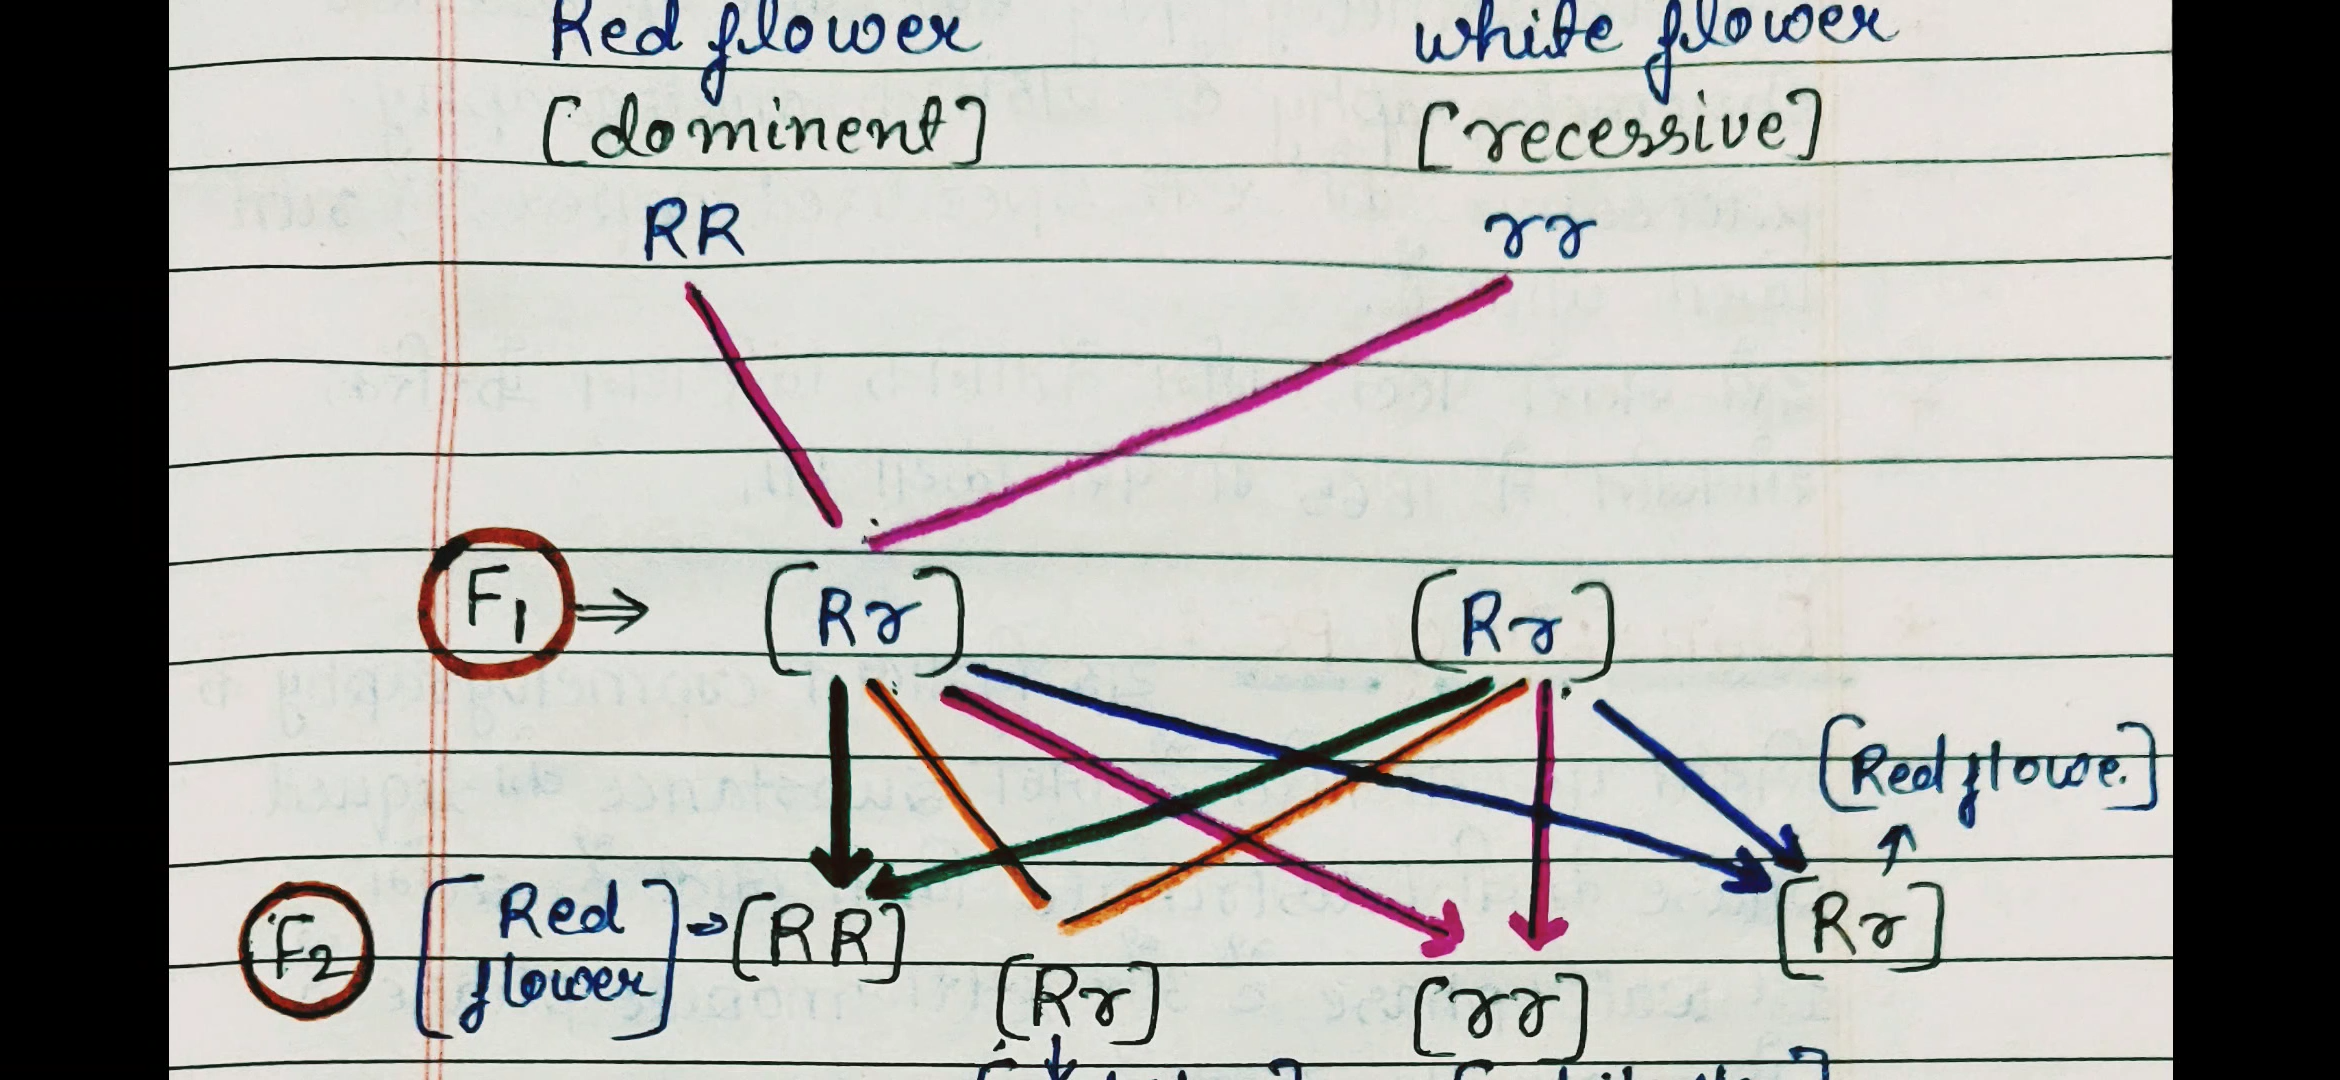 Red flower white flower
[dominent] [recessive]
RR rr
F1 ⇒ [Rr] [Rr]
[Red flowe.]
↑
F2 [Red flower] → [RR] [Rr]
[Rr] [rr]
↓